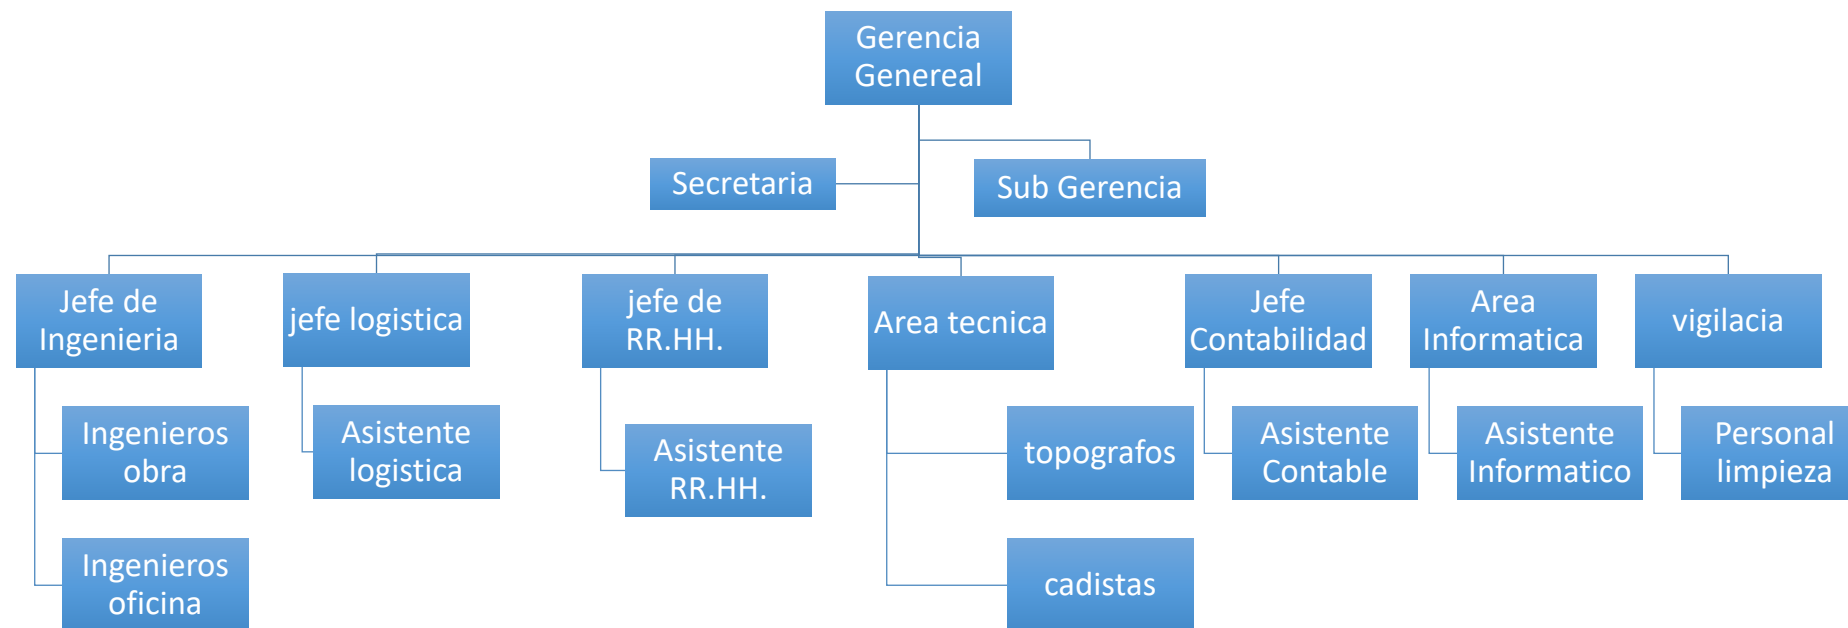 Gerencia
Genereal
Secretaria
Sub Gerencia
Jefe de
Ingenieria
jefe logistica
jefe de
RR.HH.
Area tecnica
Jefe
Contabilidad
Area
Informatica
vigilacia
Ingenieros
obra
Asistente
logistica
Asistente
RR.HH.
topografos
Asistente
Contable
Asistente
Informatico
Personal
limpieza
Ingenieros
oficina
cadistas